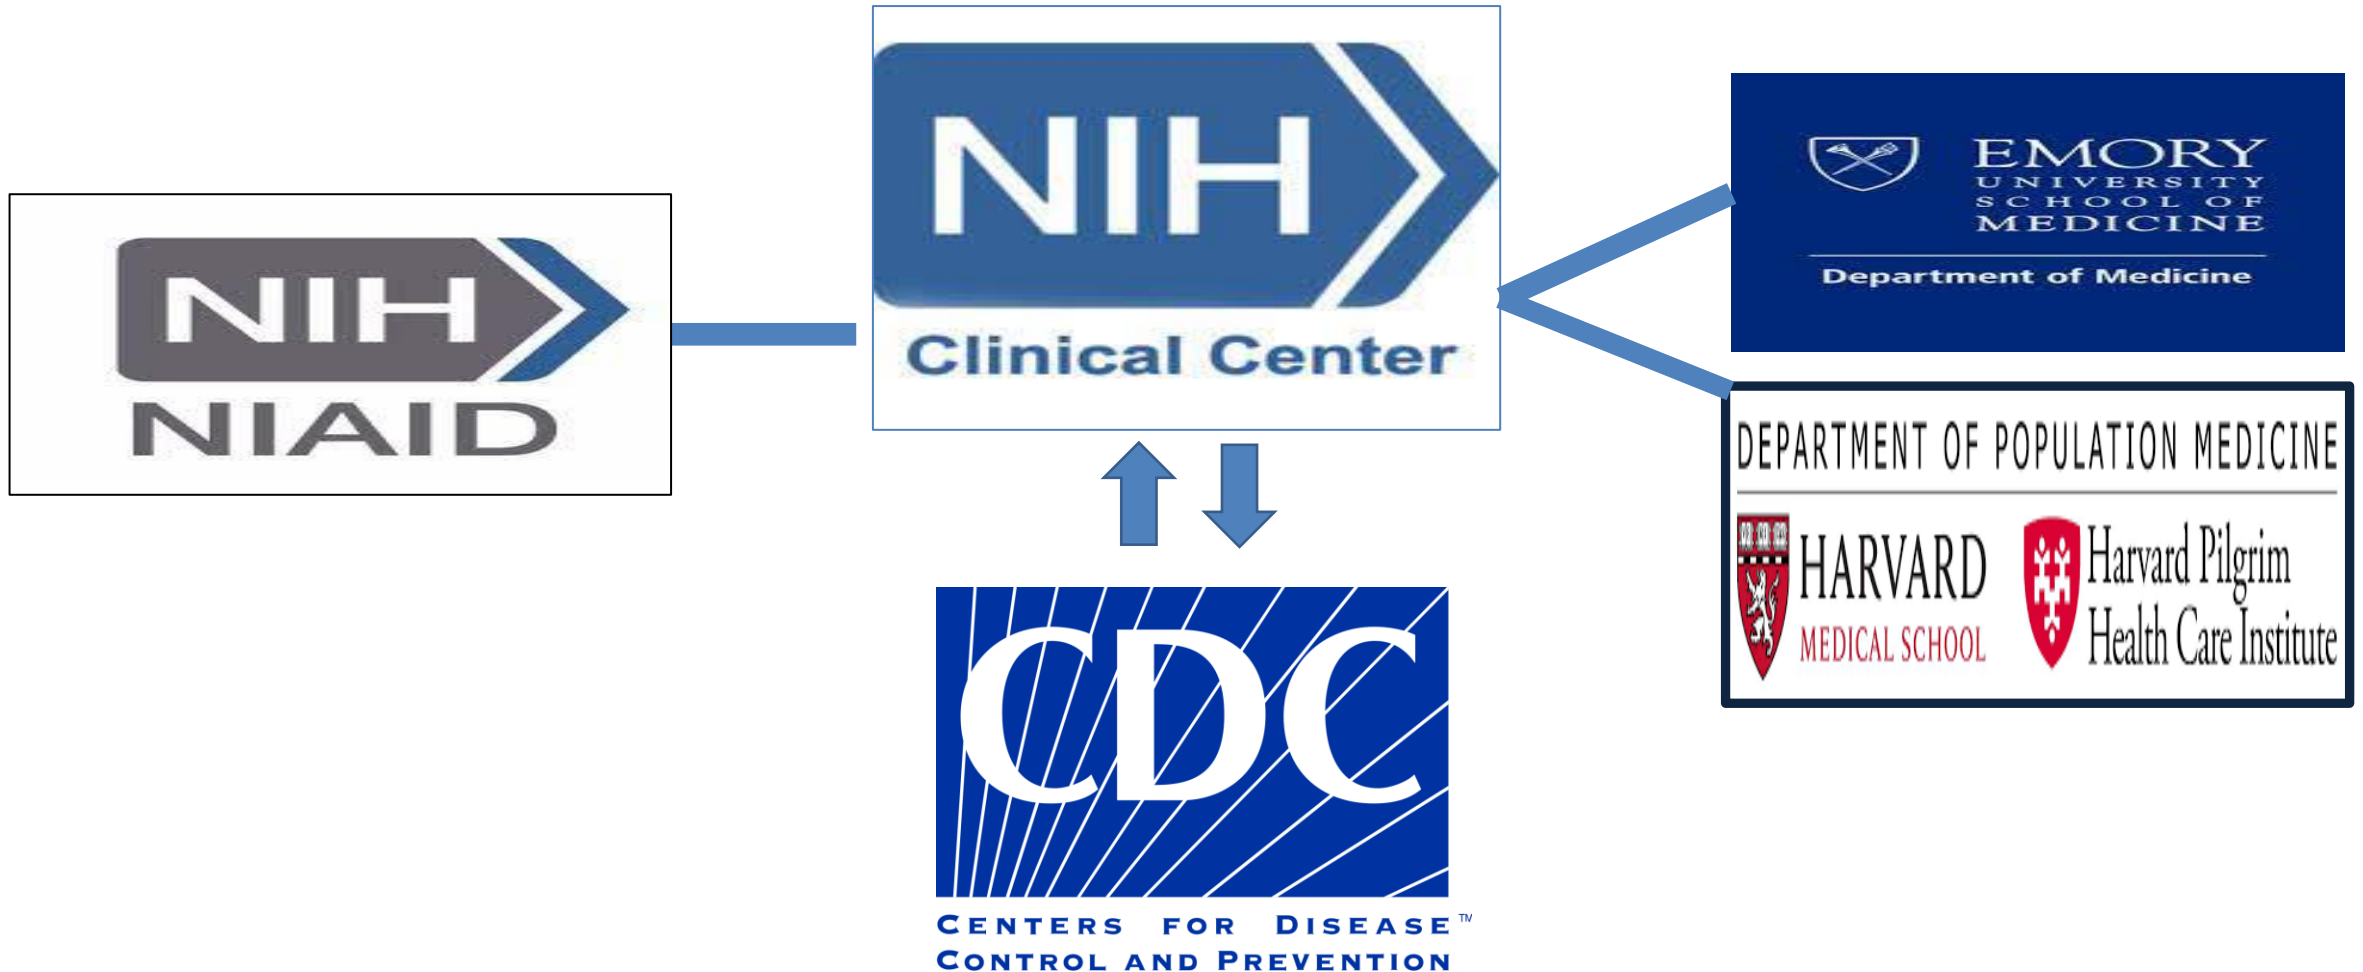 NIH
NIAID
NIH
Clinical Center
EMORY
UNIVERSITY
SCHOOL OF
MEDICINE
Department of Medicine
DEPARTMENT OF POPULATION MEDICINE
HARVARD
MEDICAL SCHOOL
Harvard Pilgrim
Health Care Institute
CDC
CENTERS FOR DISEASE™
CONTROL AND PREVENTION